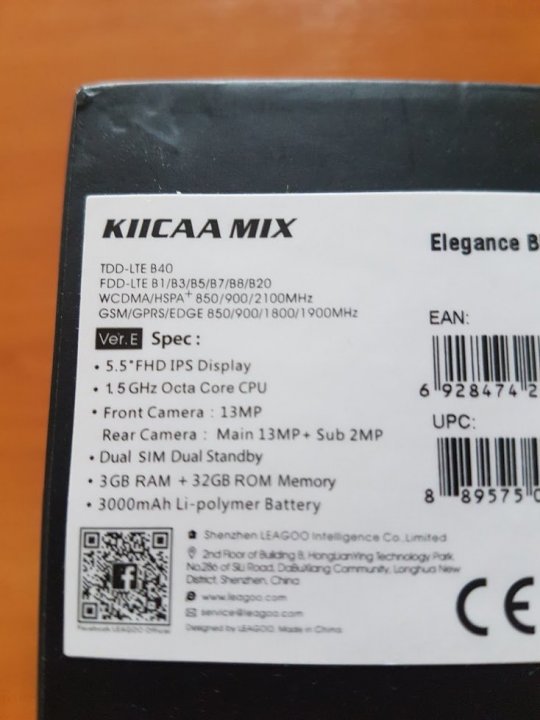 KIICAA MIX
TDD-LTE B40
FDD-LTE B1/B3/B5/B7/B8/B20
WCDMA/HSPA+ 850/900/2100MHz
GSM/GPRS/EDGE 850/900/1800/1900MHz
Ver.E Spec:
• 5.5"FHD IPS Display
• 1.5GHz Octa Core CPU
• Front Camera : 13MP
Rear Camera : Main 13MP+ Sub 2MP
• Dual SIM Dual Standby
• 3GB RAM + 32GB ROM Memory
• 3000mAh Li-polymer Battery
Shenzhen LEAGOO Intelligence Co.,Limited
2nd Floor of Building 8, HongLianYing Technology Park,
No.286 of SiLi Road, DaBuXiang Community, Longhua New
District, Shenzhen, China
www.leagoo.com
service@leagoo.com
Designed by LEAGOO. Made in China
Facebook LEAGOO Official
Elegance B
EAN:
6 928474 2
UPC:
8 89575 0
CE